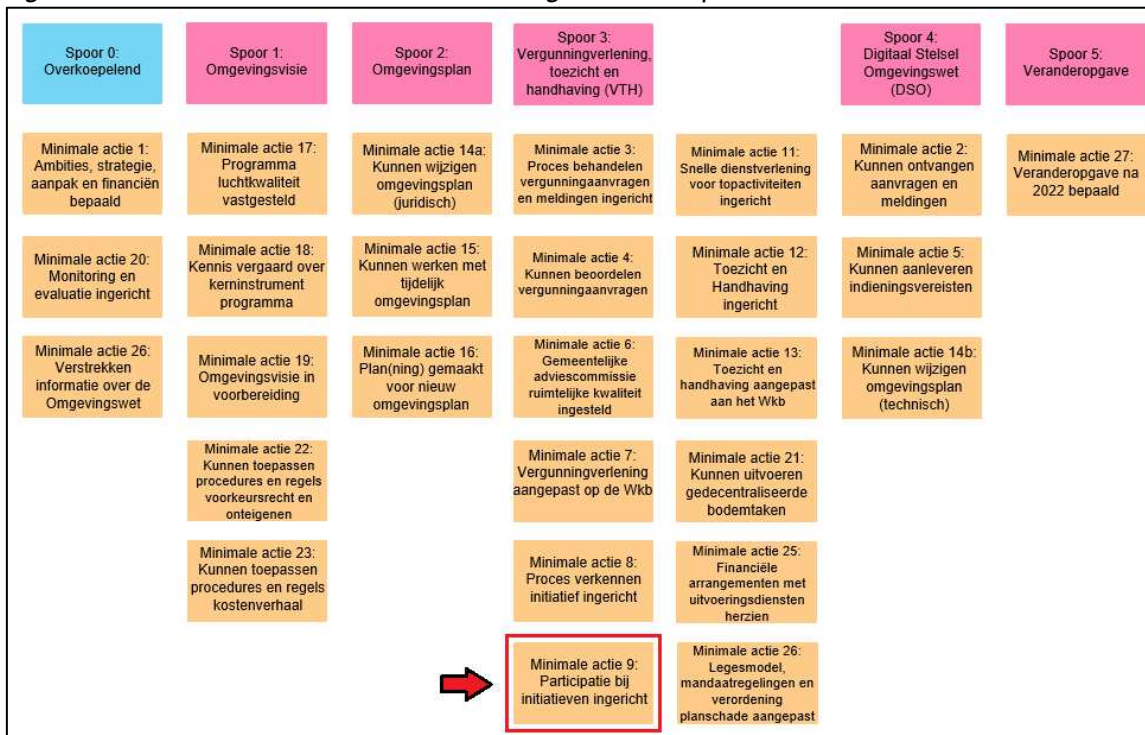 Spoor 0:
Overkoepelend
Spoor 1:
Omgevingsvisie
Spoor 2:
Omgevingsplan
Spoor 3:
Vergunningverlening,
toezicht en
handhaving (VTH)
Spoor 4:
Digitaal Stelsel
Omgevingswet
(DSO)
Spoor 5:
Veranderopgave
Minimale actie 1:
Ambities, strategie,
aanpak en financiën
bepaald
Minimale actie 17:
Programma
luchtkwaliteit
vastgesteld
Minimale actie 14a:
Kunnen wijzigen
omgevingsplan
(juridisch)
Minimale actie 3:
Proces behandelen
vergunningaanvragen
en meldingen ingericht
Minimale actie 11:
Snelle dienstverlening
voor topactiviteiten
ingericht
Minimale actie 2:
Kunnen ontvangen
aanvragen en
meldingen
Minimale actie 27:
Veranderopgave na
2022 bepaald
Minimale actie 20:
Monitoring en
evaluatie ingericht
Minimale actie 18:
Kennis vergaard over
kerninstrument
programma
Minimale actie 15:
Kunnen werken met
tijdelijk
omgevingsplan
Minimale actie 4:
Kunnen beoordelen
vergunningaanvragen
Minimale actie 12:
Toezicht en
Handhaving
ingericht
Minimale actie 5:
Kunnen aanleveren
indieningsvereisten
Minimale actie 26:
Verstrekken
informatie over de
Omgevingswet
Minimale actie 19:
Omgevingsvisie in
voorbereiding
Minimale actie 16:
Plan(ning) gemaakt
voor nieuw
omgevingsplan
Minimale actie 6:
Gemeentelijke
adviescommissie
ruimtelijke kwaliteit
ingesteld
Minimale actie 13:
Toezicht en
handhaving aangepast
aan het Wkb
Minimale actie 14b:
Kunnen wijzigen
omgevingsplan
(technisch)
Minimale actie 22:
Kunnen toepassen
procedures en regels
voorkeursrecht en
onteigenen
Minimale actie 7:
Vergunningverlening
aangepast op de Wkb
Minimale actie 21:
Kunnen uitvoeren
gedecentraliseerde
bodemtaken
Minimale actie 23:
Kunnen toepassen
procedures en regels
kostenverhaal
Minimale actie 8:
Proces verkennen
initiatief ingericht
Minimale actie 25:
Financiële
arrangementen met
uitvoeringsdiensten
herzien
Minimale actie 9:
Participatie bij
initiatieven ingericht
Minimale actie 26:
Legesmodel,
mandaatregelingen en
verordening
planschade aangepast